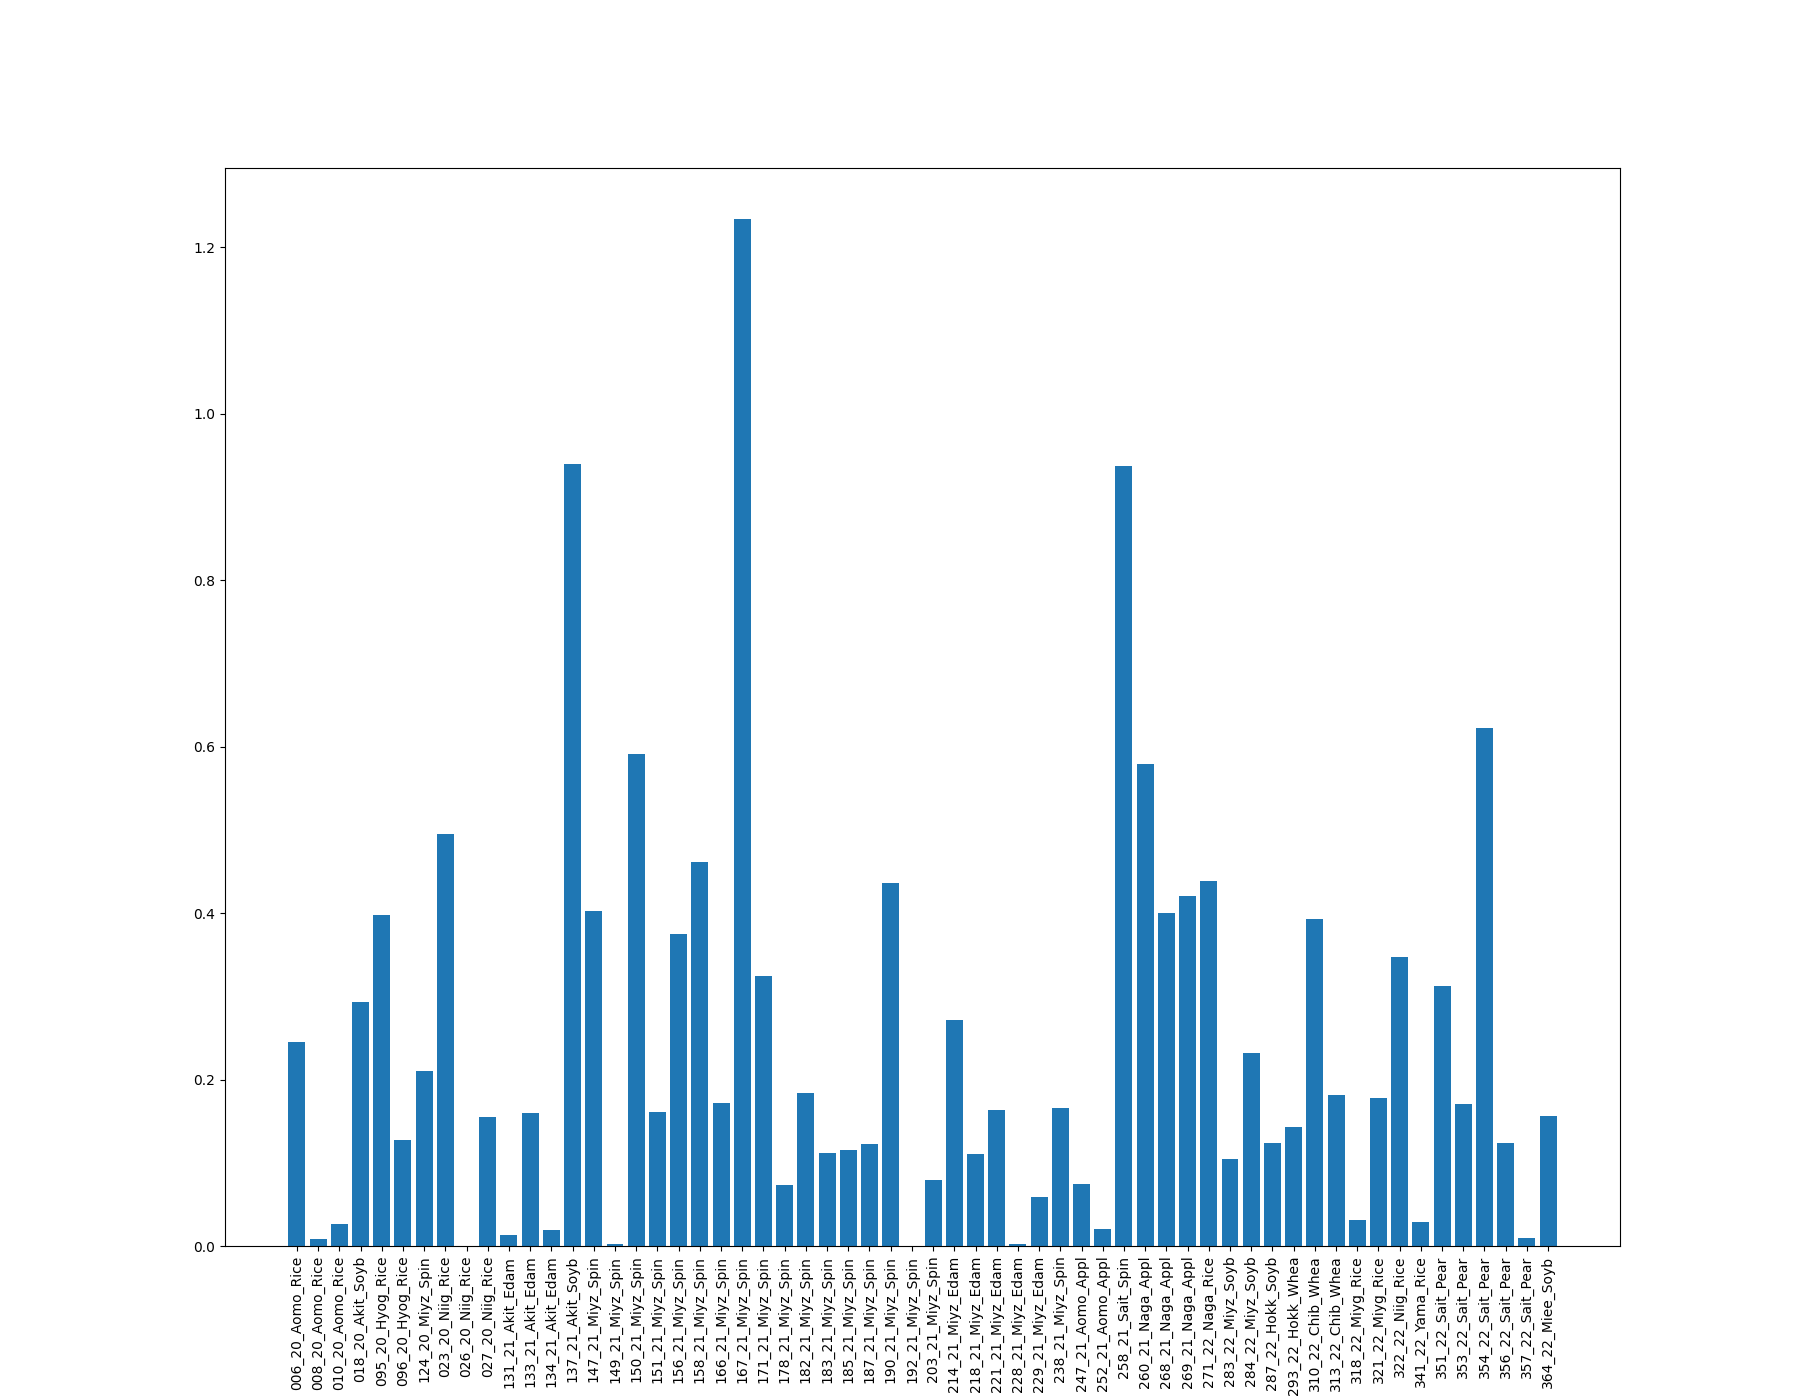 1.2
1.0
0.8
0.6
0.4
0.2
0.0
006_20_Aomo_Rice
008_20_Aomo_Rice
010_20_Aomo_Rice
018_20_Akit_Soyb
095_20_Hyog_Rice
096_20_Hyog_Rice
124_20_Miyz_Spin
023_20_Niig_Rice
026_20_Niig_Rice
027_20_Niig_Rice
131_21_Akit_Edam
133_21_Akit_Edam
134_21_Akit_Edam
137_21_Akit_Soyb
147_21_Miyz_Spin
149_21_Miyz_Spin
150_21_Miyz_Spin
151_21_Miyz_Spin
156_21_Miyz_Spin
158_21_Miyz_Spin
166_21_Miyz_Spin
167_21_Miyz_Spin
171_21_Miyz_Spin
178_21_Miyz_Spin
182_21_Miyz_Spin
183_21_Miyz_Spin
185_21_Miyz_Spin
187_21_Miyz_Spin
190_21_Miyz_Spin
192_21_Miyz_Spin
203_21_Miyz_Spin
214_21_Miyz_Edam
218_21_Miyz_Edam
221_21_Miyz_Edam
228_21_Miyz_Edam
229_21_Miyz_Edam
238_21_Miyz_Spin
247_21_Aomo_Appl
252_21_Aomo_Appl
258_21_Sait_Spin
260_21_Naga_Appl
268_21_Naga_Appl
269_21_Naga_Appl
271_22_Naga_Rice
283_22_Miyz_Soyb
284_22_Miyz_Soyb
287_22_Hokk_Soyb
293_22_Hokk_Whea
310_22_Chib_Whea
313_22_Chib_Whea
318_22_Miyg_Rice
321_22_Miyg_Rice
322_22_Niig_Rice
341_22_Yama_Rice
351_22_Sait_Pear
353_22_Sait_Pear
354_22_Sait_Pear
356_22_Sait_Pear
357_22_Sait_Pear
364_22_Miee_Soyb